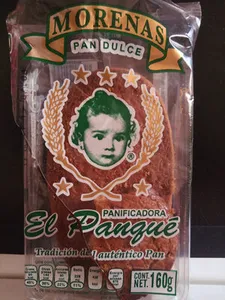 MORENAS
PAN DULCE
®
PANIFICADORA
El Panqué
Tradición de l auténtico Pan
CONT.
NET. 160g